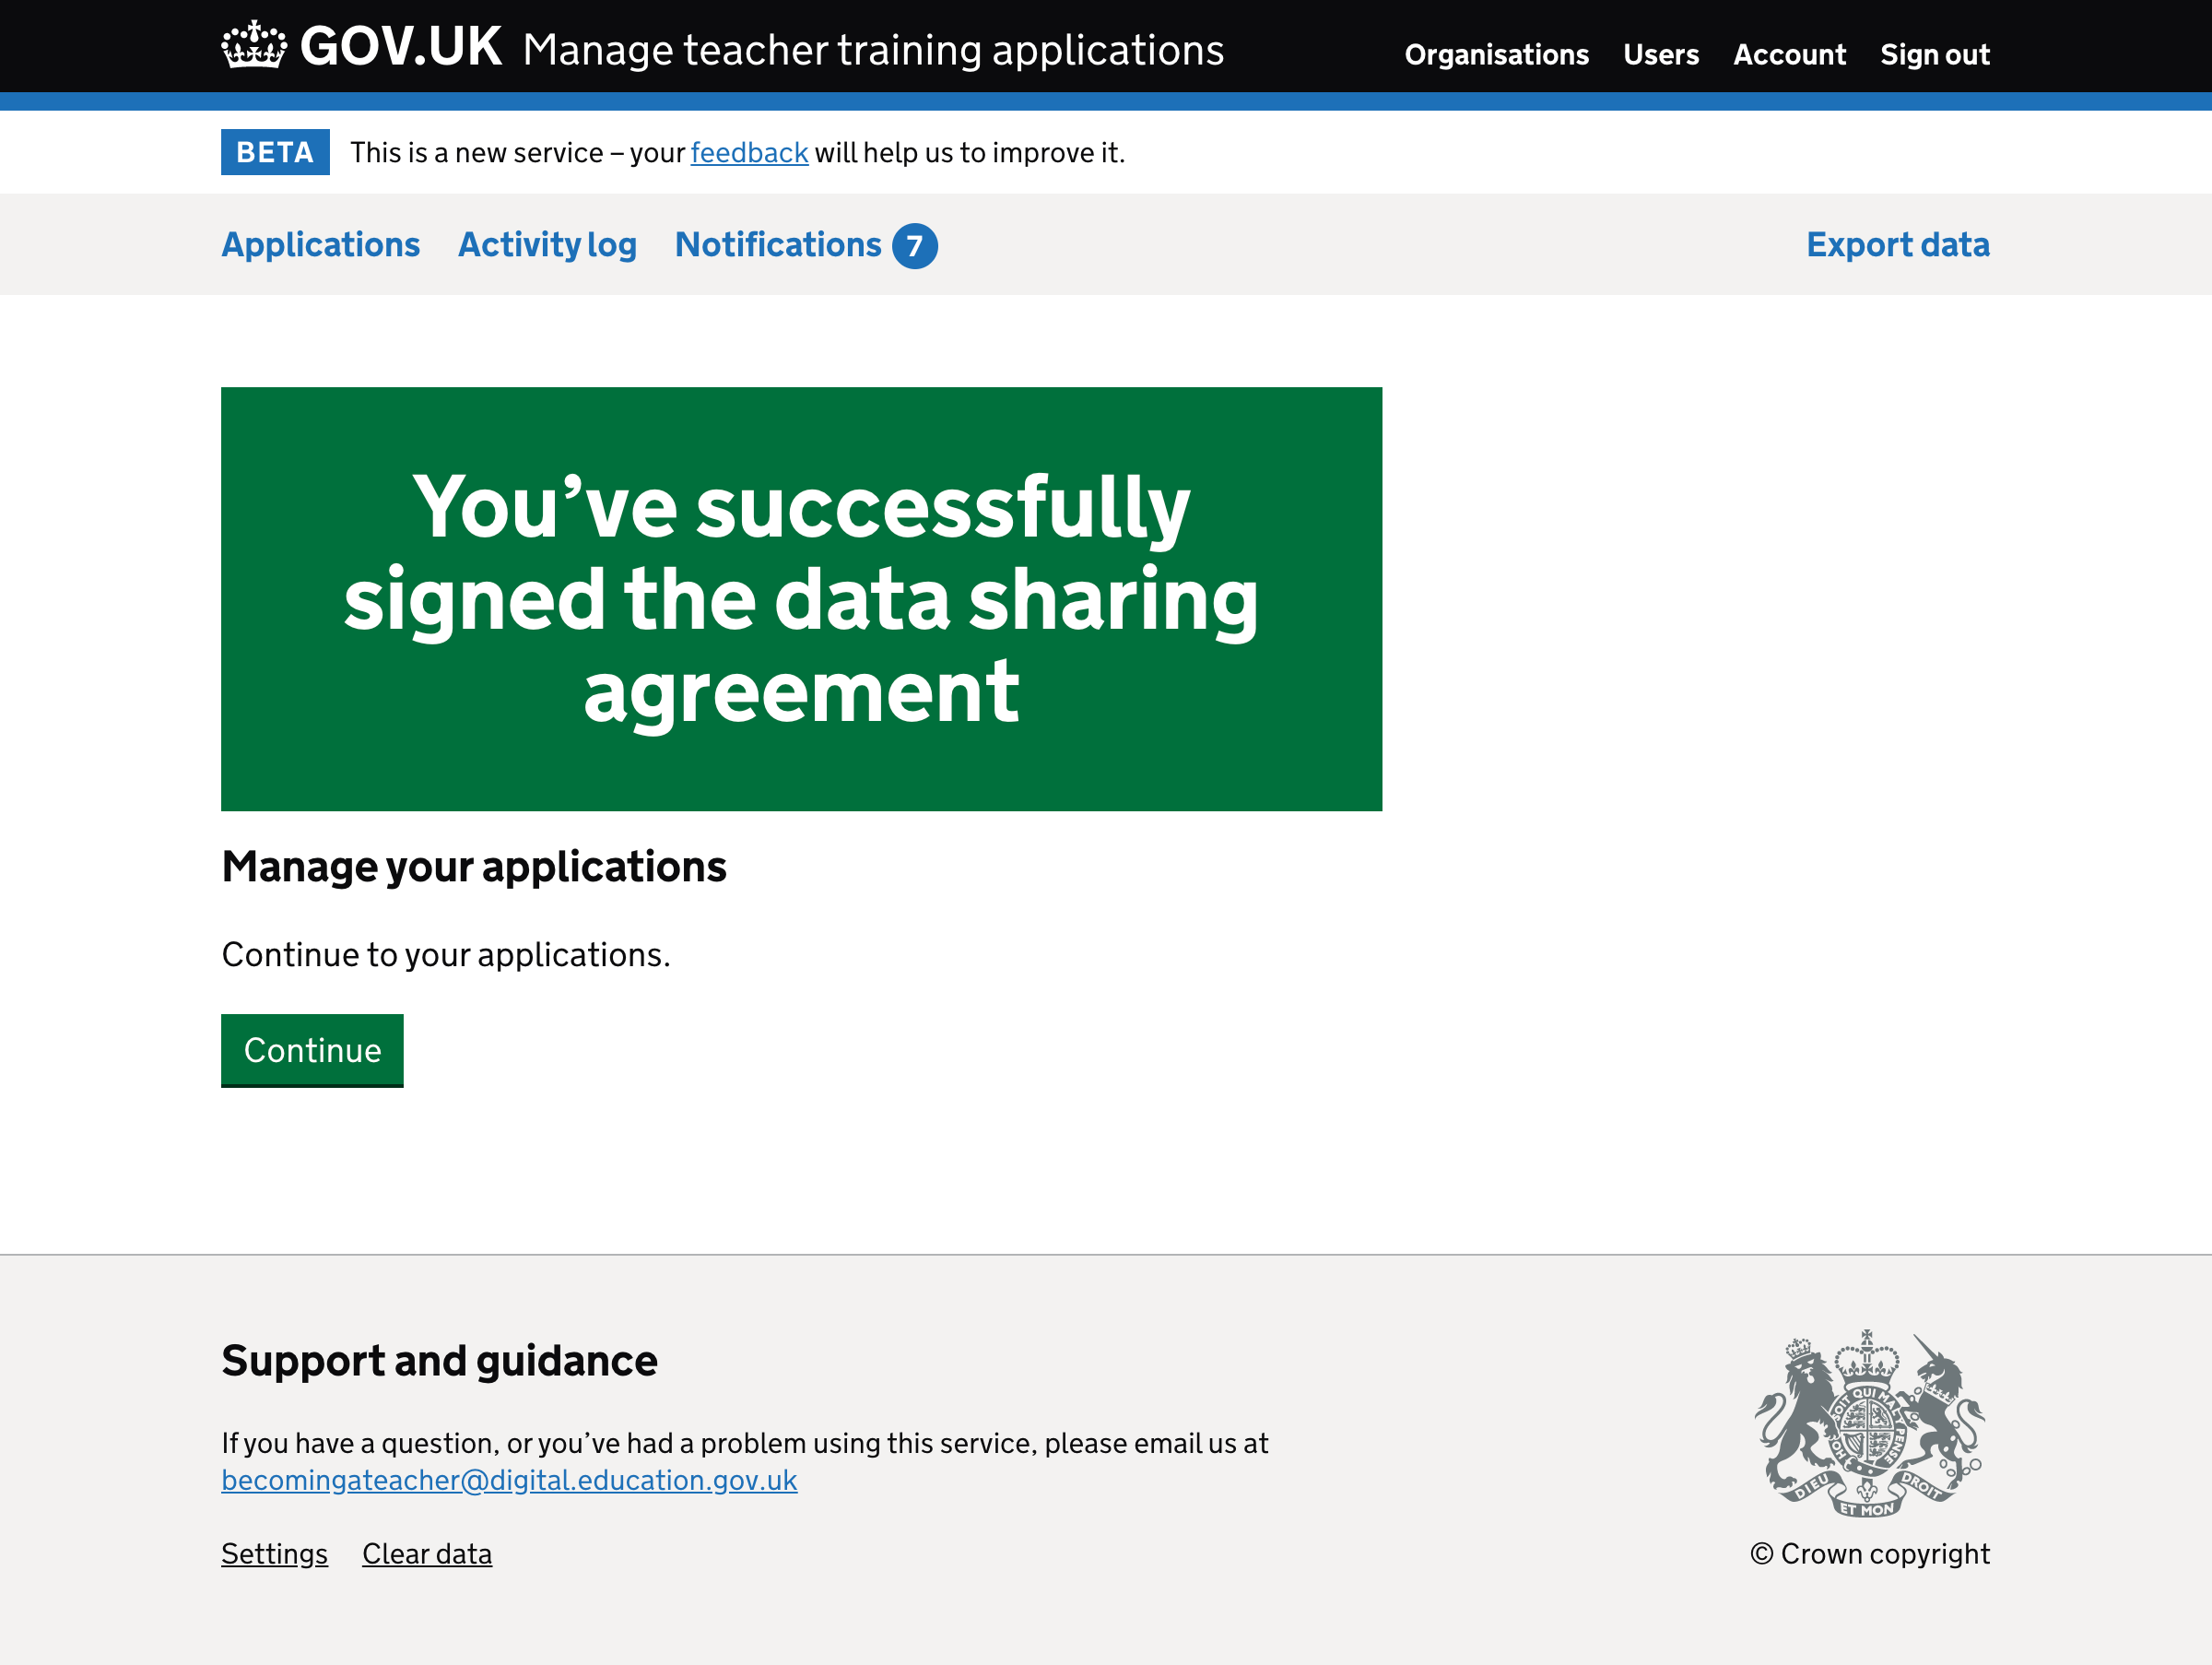 GOV.UK Manage teacher training applications
Organisations Users Account Sign out
BETA This is a new service – your feedback will help us to improve it.
Applications Activity log Notifications 7 Export data
You’ve successfully
signed the data sharing
agreement
Manage your applications
Continue to your applications.
Continue
Support and guidance
If you have a question, or you’ve had a problem using this service, please email us at
becomingateacher@digital.education.gov.uk
Settings Clear data
SOIT QUI MAL
PENSE
DIEU ET MON DROIT
© Crown copyright